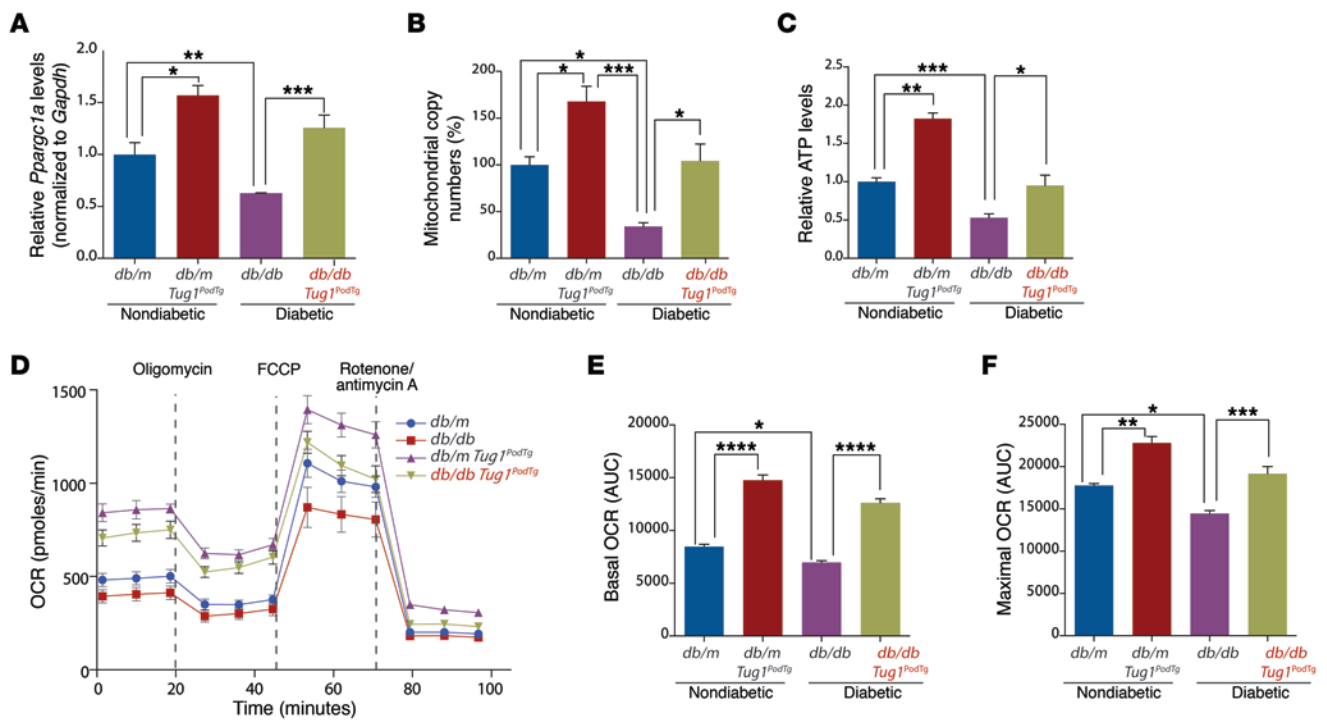 A
Relative Ppargc1a levels
(normalized to Gapdh)
2.0
1.5
1.0
0.5
0.0
**
*
***
db/m
db/m
db/db
db/db
Tug1PodTg
Tug1PodTg
Nondiabetic
Diabetic
B
Mitochondrial copy
numbers (%)
200
150
100
50
0
*
*
***
*
db/m
db/m
db/db
db/db
Tug1PodTg
Tug1PodTg
Nondiabetic
Diabetic
C
Relative ATP levels
2.5
2.0
1.5
1.0
0.5
0.0
***
*
**
db/m
db/m
db/db
db/db
Tug1PodTg
Tug1PodTg
Nondiabetic
Diabetic
D
Oligomycin
FCCP
Rotenone/
antimycin A
OCR (pmoles/min)
1500
1000
500
0
db/m
db/db
db/m Tug1PodTg
db/db Tug1PodTg
0
20
40
60
80
100
Time (minutes)
E
Basal OCR (AUC)
20000
15000
10000
5000
0
*
****
****
db/m
db/m
db/db
db/db
Tug1PodTg
Tug1PodTg
Nondiabetic
Diabetic
F
Maximal OCR (AUC)
25000
20000
15000
10000
5000
0
*
**
***
db/m
db/m
db/db
db/db
Tug1PodTg
Tug1PodTg
Nondiabetic
Diabetic